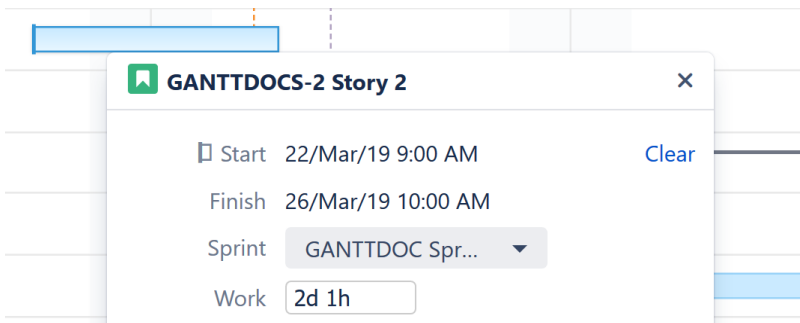 GANTTDOCS-2 Story 2
Start 22/Mar/19 9:00 AM Clear
Finish 26/Mar/19 10:00 AM
Sprint GANTTDOC Spr...
Work 2d 1h